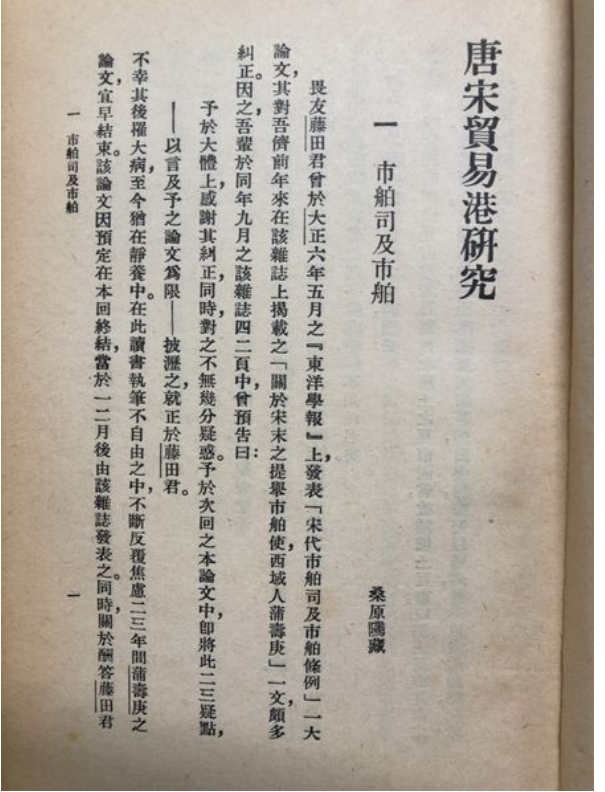 唐宋貿易港研究
桑原隲藏
一　市舶司及市舶
畏友藤田君曾於大正六年五月之『東洋學報』上，發表「宋代市舶司及市舶條例」一大
論文，其對吾儕前年來在該雜誌上揭載之「關於宋末之提舉市舶使，西域人蒲壽庚」一文，頗多
糾正。因之，吾輩於同年九月之該雜誌四二頁中，曾預告曰：
予於大體上，感謝其糾正，同時，對之不無幾分疑惑。予於次回之本論文中，卽將此二三疑點，
——以言及予之論文爲限——披瀝之，就正於藤田君。
不幸其後罹大病，至今猶在靜養中。在此讀書執筆不自由之中，不斷反覆焦慮二三年間蒲壽庚之
論文，宜早結束。該論文因預定在本回終結，當於一二月後由該雜誌發表之。同時，關於酬答藤田君
一　市舶司及市舶
一